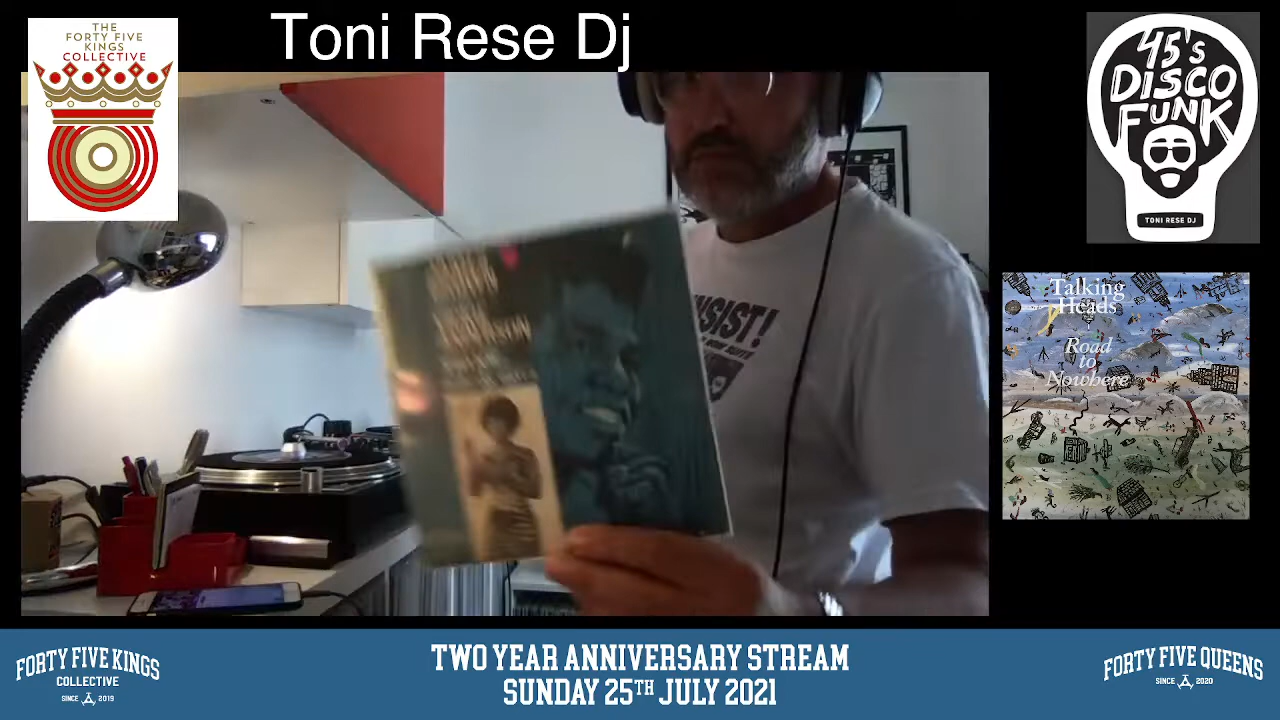 Toni Rese Dj
THE
FORTY FIVE
KINGS
COLLECTIVE
45's
DISCO
FUNK
TONI RESE DJ
Talking
Heads
Road
to
Nowhere
NSIST!
TWO YEAR ANNIVERSARY STREAM
SUNDAY 25TH JULY 2021
FORTY FIVE KINGS
COLLECTIVE
SINCE 2019
FORTY FIVE QUEENS
SINCE 2020